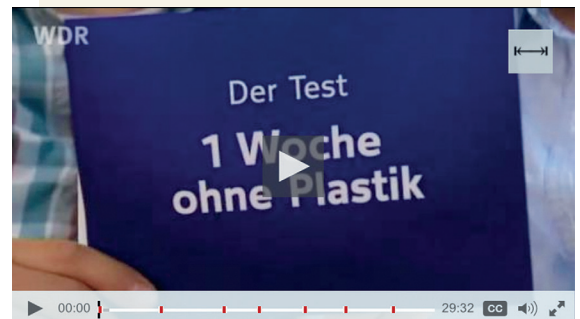 WDR
Der Test
1 Woche
ohne Plastik
00:00
29:32
CC